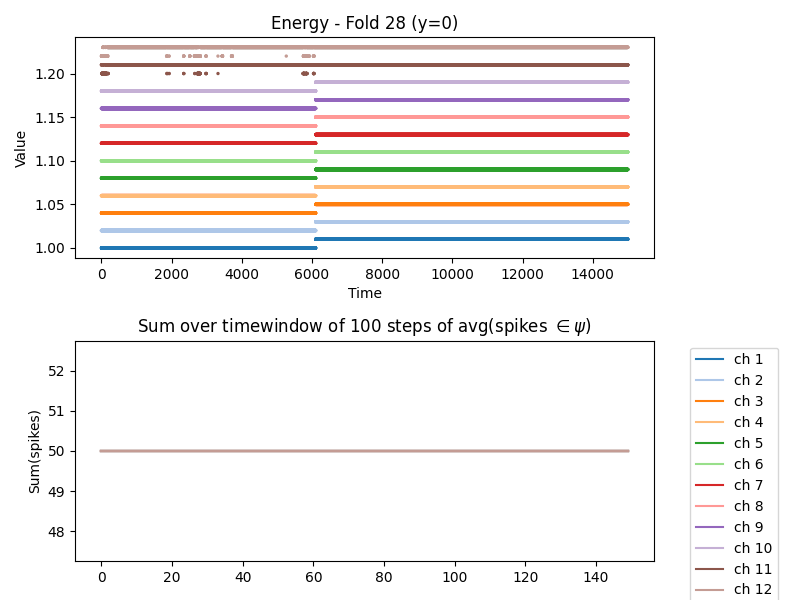 Energy - Fold 28 (y=0)
Value
1.20
1.15
1.10
1.05
1.00
0 2000 4000 6000 8000 10000 12000 14000
Time
Sum over timewindow of 100 steps of avg(spikes ∈ ψ)
Sum(spikes)
52
51
50
49
48
0 20 40 60 80 100 120 140
ch 1
ch 2
ch 3
ch 4
ch 5
ch 6
ch 7
ch 8
ch 9
ch 10
ch 11
ch 12